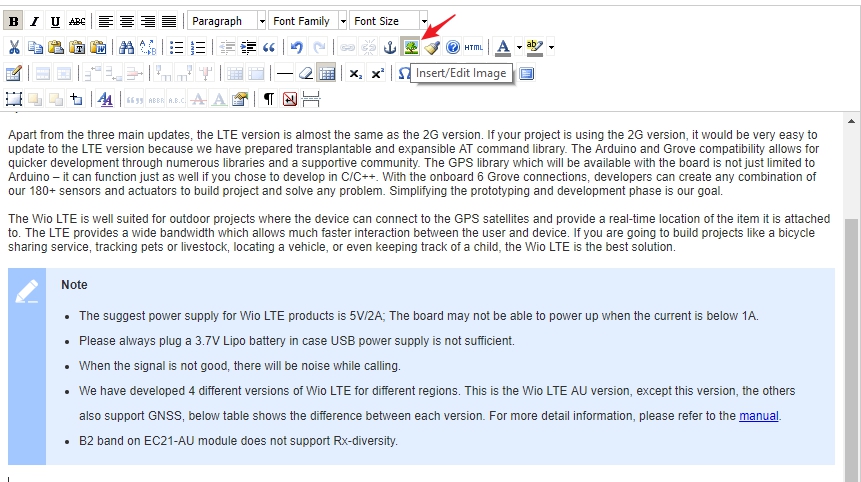 B I U ABC Paragraph Font Family Font Size
HTML A ab
Insert/Edit Image
x₂ x² Ω
A ABBR A.B.C. A A ¶
Apart from the three main updates, the LTE version is almost the same as the 2G version. If your project is using the 2G version, it would be very easy to
update to the LTE version because we have prepared transplantable and expansible AT command library. The Arduino and Grove compatibility allows for
quicker development through numerous libraries and a supportive community. The GPS library which will be available with the board is not just limited to
Arduino – it can function just as well if you chose to develop in C/C++. With the onboard 6 Grove connections, developers can create any combination of
our 180+ sensors and actuators to build project and solve any problem. Simplifying the prototyping and development phase is our goal.
The Wio LTE is well suited for outdoor projects where the device can connect to the GPS satellites and provide a real-time location of the item it is attached
to. The LTE provides a wide bandwidth which allows much faster interaction between the user and device. If you are going to build projects like a bicycle
sharing service, tracking pets or livestock, locating a vehicle, or even keeping track of a child, the Wio LTE is the best solution.
Note
• The suggest power supply for Wio LTE products is 5V/2A; The board may not be able to power up when the current is below 1A.
• Please always plug a 3.7V Lipo battery in case USB power supply is not sufficient.
• When the signal is not good, there will be noise while calling.
• We have developed 4 different versions of Wio LTE for different regions. This is the Wio LTE AU version, except this version, the others
also support GNSS, below table shows the difference between each version. For more detail information, please refer to the manual.
• B2 band on EC21-AU module does not support Rx-diversity.